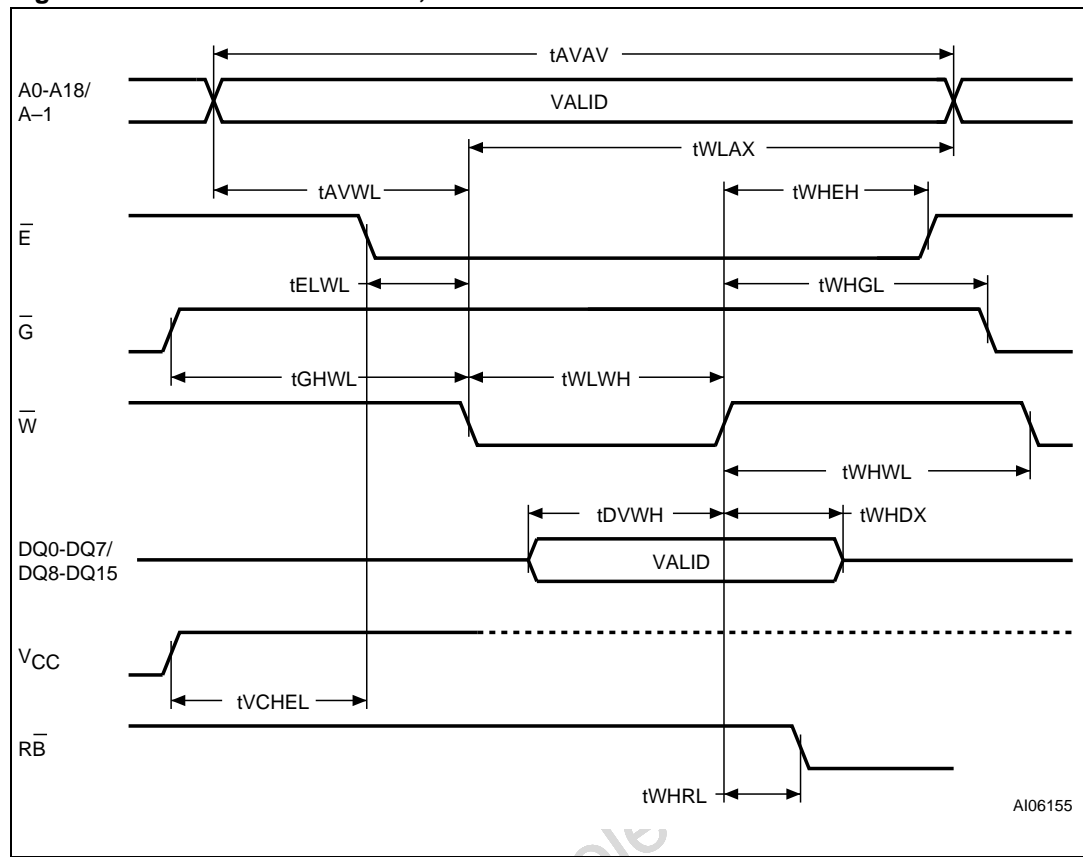 tAVAV
A0-A18/
A–1
VALID
tWLAX
tAVWL
tWHEH
E̅
tELWL
tWHGL
G̅
tGHWL
tWLWH
W̅
tWHWL
tDVWH
tWHDX
DQ0-DQ7/
DQ8-DQ15
VALID
VCC
tVCHEL
RB̅
tWHRL
AI06155